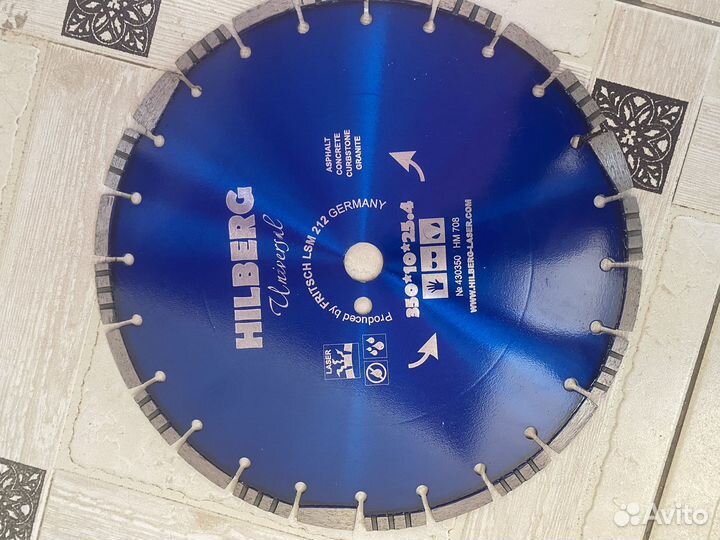 HILBERG
Universal
Produced by FRITSCH LSM 212 GERMANY
ASPHALT
CONCRETE
CURBSTONE
GRANITE
350*10*25.4
№ 430350 HM 708
WWW.HILBERG-LASER.COM
LASER
Avito